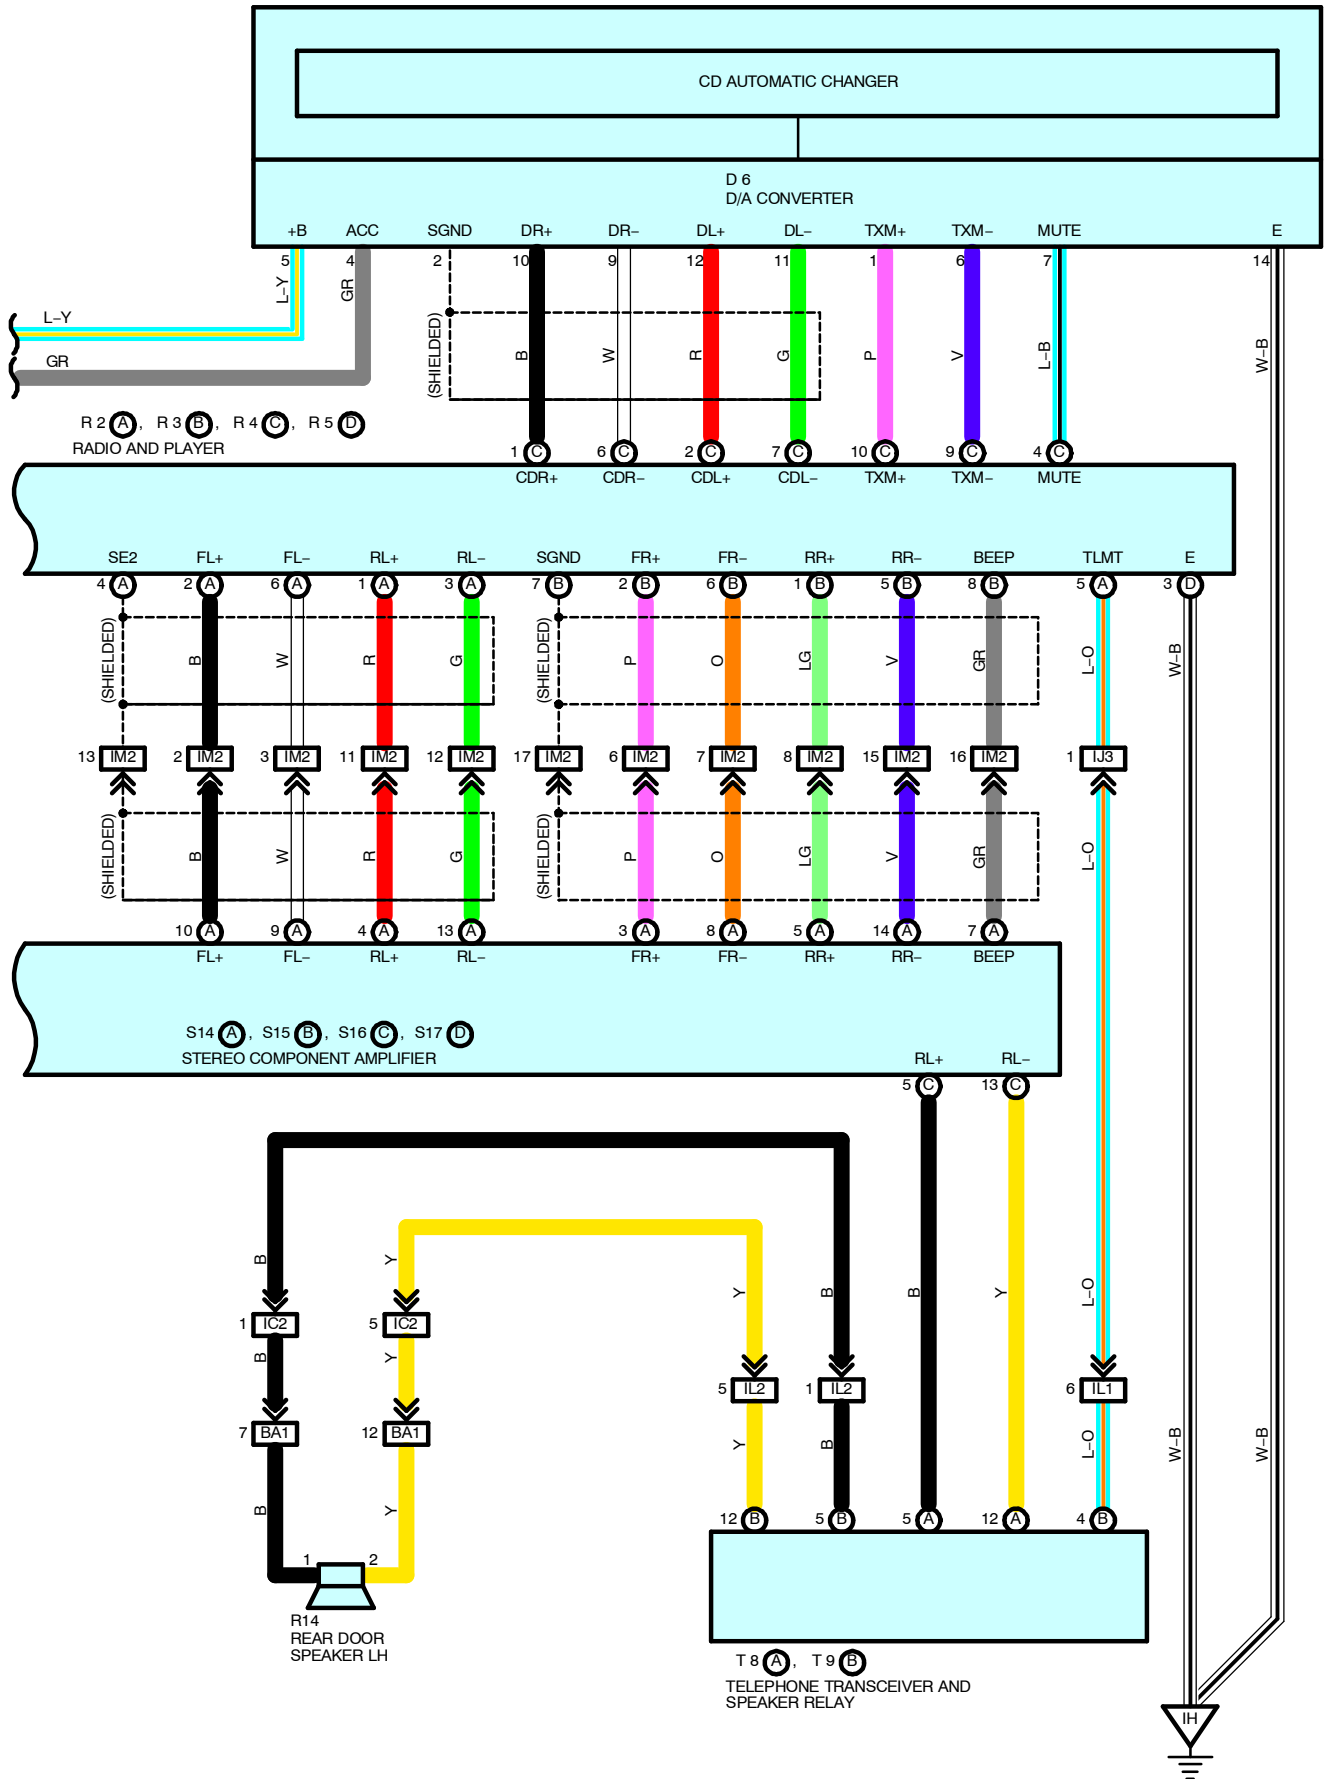 CD AUTOMATIC CHANGER
D 6
D/A CONVERTER
+B ACC SGND DR+ DR− DL+ DL− TXM+ TXM− MUTE E
5 4 2 10 9 12 11 1 6 7 14
L−Y GR
L−Y
GR
(SHIELDED) B W R G P V L−B W−B
R 2 A , R 3 B , R 4 C , R 5 D
RADIO AND PLAYER
1 C 6 C 2 C 7 C 10 C 9 C 4 C
CDR+ CDR− CDL+ CDL− TXM+ TXM− MUTE
SE2 FL+ FL− RL+ RL− SGND FR+ FR− RR+ RR− BEEP TLMT E
4 A 2 A 6 A 1 A 3 A 7 B 2 B 6 B 1 B 5 B 8 B 5 A 3 D
(SHIELDED) B W R G (SHIELDED) P O LG V GR L−O W−B
13 IM2 2 IM2 3 IM2 11 IM2 12 IM2 17 IM2 6 IM2 7 IM2 8 IM2 15 IM2 16 IM2 1 IJ3
(SHIELDED) B W R G (SHIELDED) P O LG V GR L−O
10 A 9 A 4 A 13 A 3 A 8 A 5 A 14 A 7 A
FL+ FL− RL+ RL− FR+ FR− RR+ RR− BEEP
S14 A , S15 B , S16 C , S17 D
STEREO COMPONENT AMPLIFIER
RL+ RL−
5 C 13 C
B Y
Y B B Y L−O
1 IC2 5 IC2
B Y
5 IL2 1 IL2 6 IL1
7 BA1 12 BA1
Y B L−O W−B W−B
B Y
12 B 5 B 5 A 12 A 4 B
1 2
R14
REAR DOOR
SPEAKER LH
T 8 A , T 9 B
TELEPHONE TRANSCEIVER AND
SPEAKER RELAY
IH